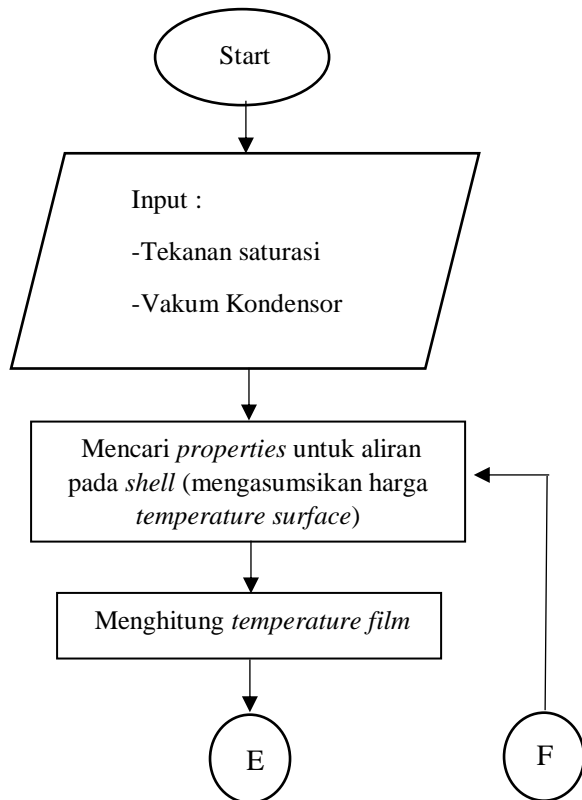 Start
Input :
-Tekanan saturasi
-Vakum Kondensor
Mencari properties untuk aliran
pada shell (mengasumsikan harga
temperature surface)
Menghitung temperature film
E
F